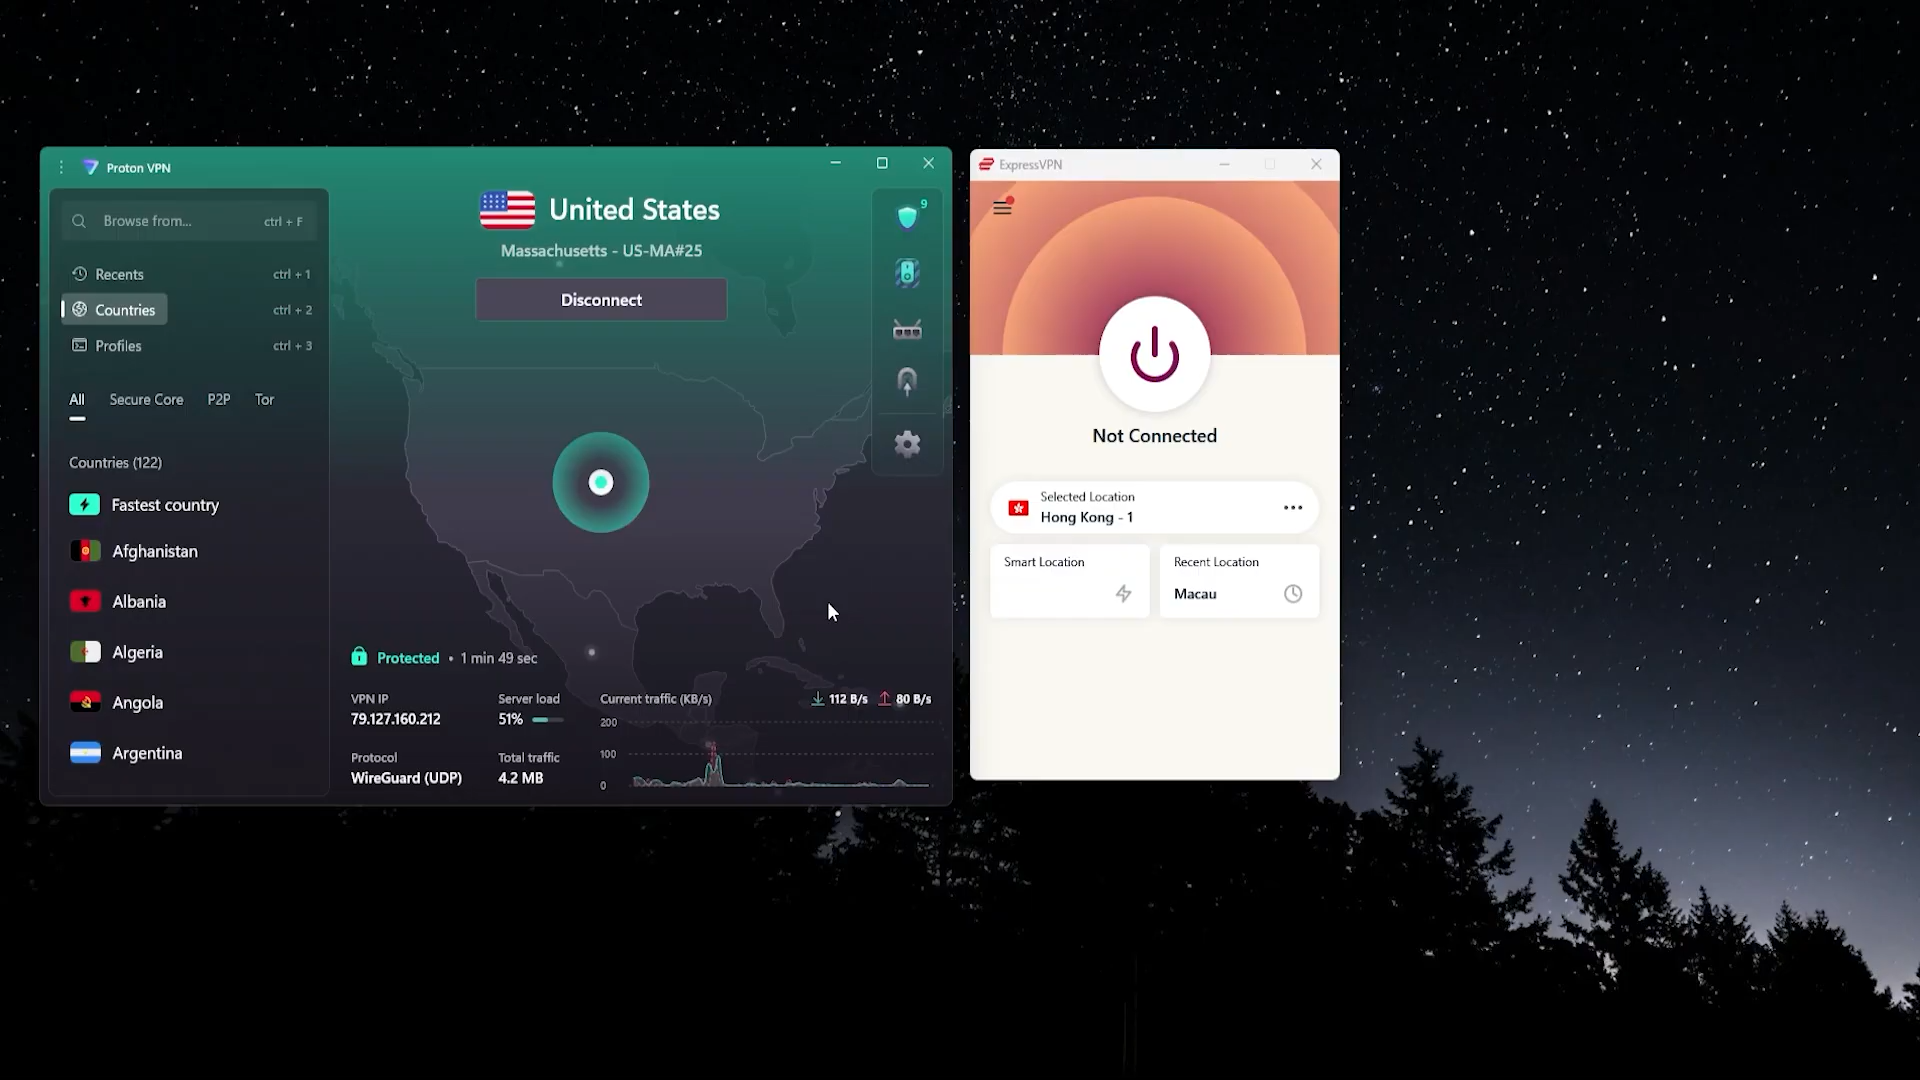 Proton VPN
Browse from... ctrl + F
Recents ctrl + 1
Countries ctrl + 2
Profiles ctrl + 3
All Secure Core P2P Tor
Countries (122)
Fastest country
Afghanistan
Albania
Algeria
Angola
Argentina
United States
Massachusetts - US-MA#25
Disconnect
9
Protected • 1 min 49 sec
VPN IP
79.127.160.212
Server load
51%
Protocol
WireGuard (UDP)
Total traffic
4.2 MB
Current traffic (KB/s) 112 B/s 80 B/s
200
100
0
ExpressVPN
Not Connected
Selected Location
Hong Kong - 1
Smart Location
Recent Location
Macau